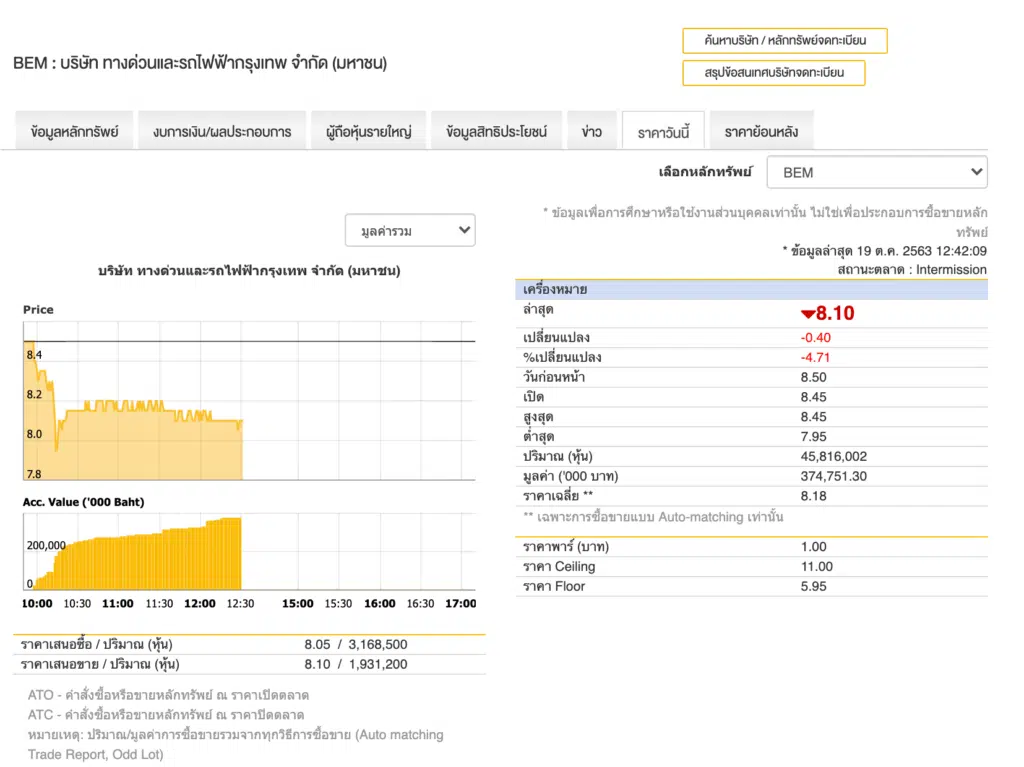 ค้นหาบริษัท / หลักทรัพย์จดทะเบียน
BEM : บริษัท ทางด่วนและรถไฟฟ้ากรุงเทพ จำกัด (มหาชน)
สรุปข้อสนเทศบริษัทจดทะเบียน
ข้อมูลหลักทรัพย์ งบการเงิน/ผลประกอบการ ผู้ถือหุ้นรายใหญ่ ข้อมูลสิทธิประโยชน์ ข่าว ราคาวันนี้ ราคาย้อนหลัง
เลือกหลักทรัพย์ BEM
* ข้อมูลเพื่อการศึกษาหรือใช้งานส่วนบุคคลเท่านั้น ไม่ใช่เพื่อประกอบการซื้อขายหลัก
ทรัพย์
* ข้อมูลล่าสุด 19 ต.ค. 2563 12:42:09
สถานะตลาด : Intermission
มูลค่ารวม
บริษัท ทางด่วนและรถไฟฟ้ากรุงเทพ จำกัด (มหาชน)
Price
8.4
8.2
8.0
7.8
Acc. Value ('000 Baht)
200,000
0
10:00 10:30 11:00 11:30 12:00 12:30 15:00 15:30 16:00 16:30 17:00
ราคาเสนอซื้อ / ปริมาณ (หุ้น) 8.05 / 3,168,500
ราคาเสนอขาย / ปริมาณ (หุ้น) 8.10 / 1,931,200
ATO - คำสั่งซื้อหรือขายหลักทรัพย์ ณ ราคาเปิดตลาด
ATC - คำสั่งซื้อหรือขายหลักทรัพย์ ณ ราคาปิดตลาด
หมายเหตุ: ปริมาณ/มูลค่าการซื้อขายรวมจากทุกวิธีการซื้อขาย (Auto matching
Trade Report, Odd Lot)
เครื่องหมาย
ล่าสุด 8.10
เปลี่ยนแปลง -0.40
%เปลี่ยนแปลง -4.71
วันก่อนหน้า 8.50
เปิด 8.45
สูงสุด 8.45
ต่ำสุด 7.95
ปริมาณ (หุ้น) 45,816,002
มูลค่า ('000 บาท) 374,751.30
ราคาเฉลี่ย ** 8.18
** เฉพาะการซื้อขายแบบ Auto-matching เท่านั้น
ราคาพาร์ (บาท) 1.00
ราคา Ceiling 11.00
ราคา Floor 5.95